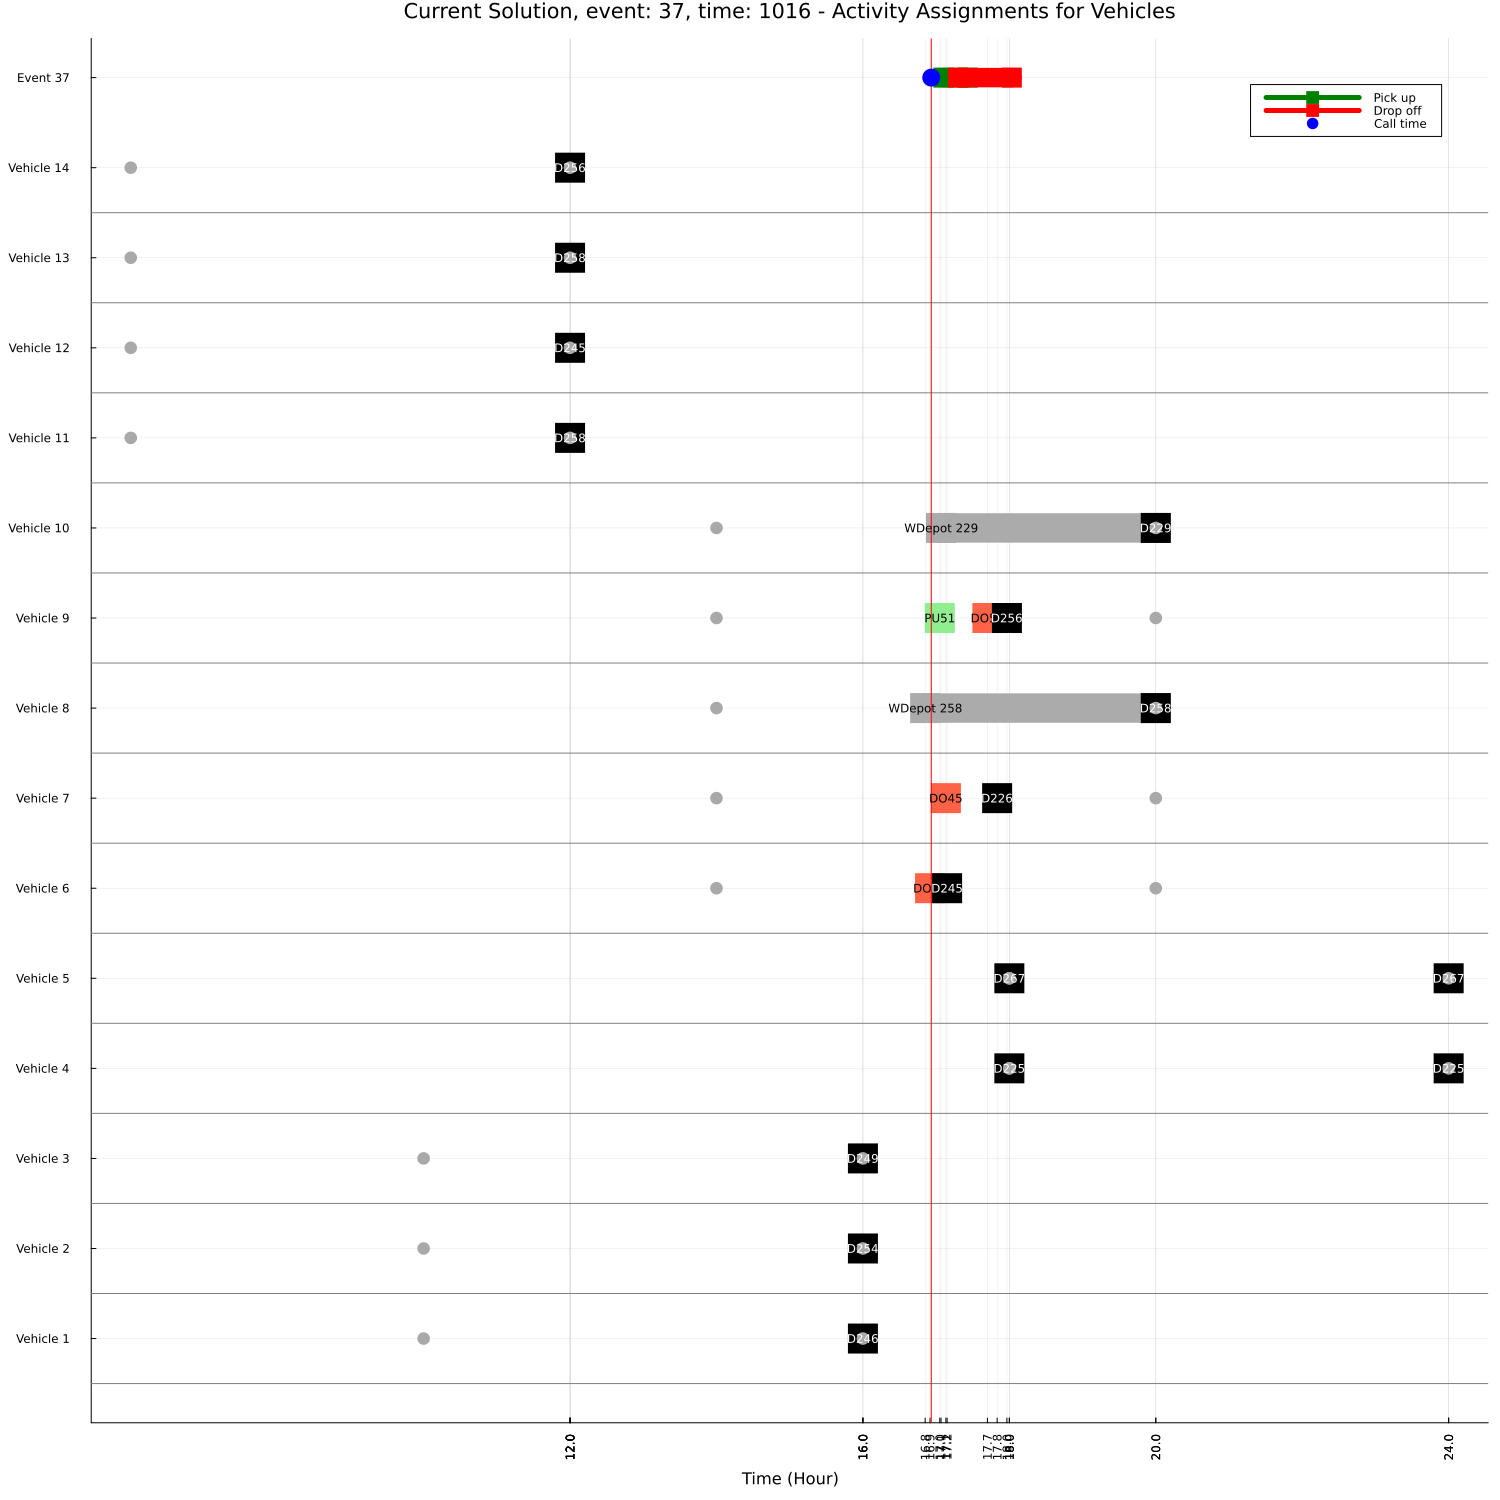 Current Solution, event: 37, time: 1016 - Activity Assignments for Vehicles
Event 37
Pick up
Drop off
Call time
Vehicle 14
D256
Vehicle 13
D258
Vehicle 12
D245
Vehicle 11
D258
Vehicle 10
WDepot 229
D229
Vehicle 9
PU51
DO
D256
Vehicle 8
WDepot 258
D258
Vehicle 7
DO45
D226
Vehicle 6
DO
D245
Vehicle 5
D267
D267
Vehicle 4
D225
D225
Vehicle 3
D249
Vehicle 2
D254
Vehicle 1
D246
12.0
16.0
16.8
17.7
17.8
20.0
24.0
Time (Hour)